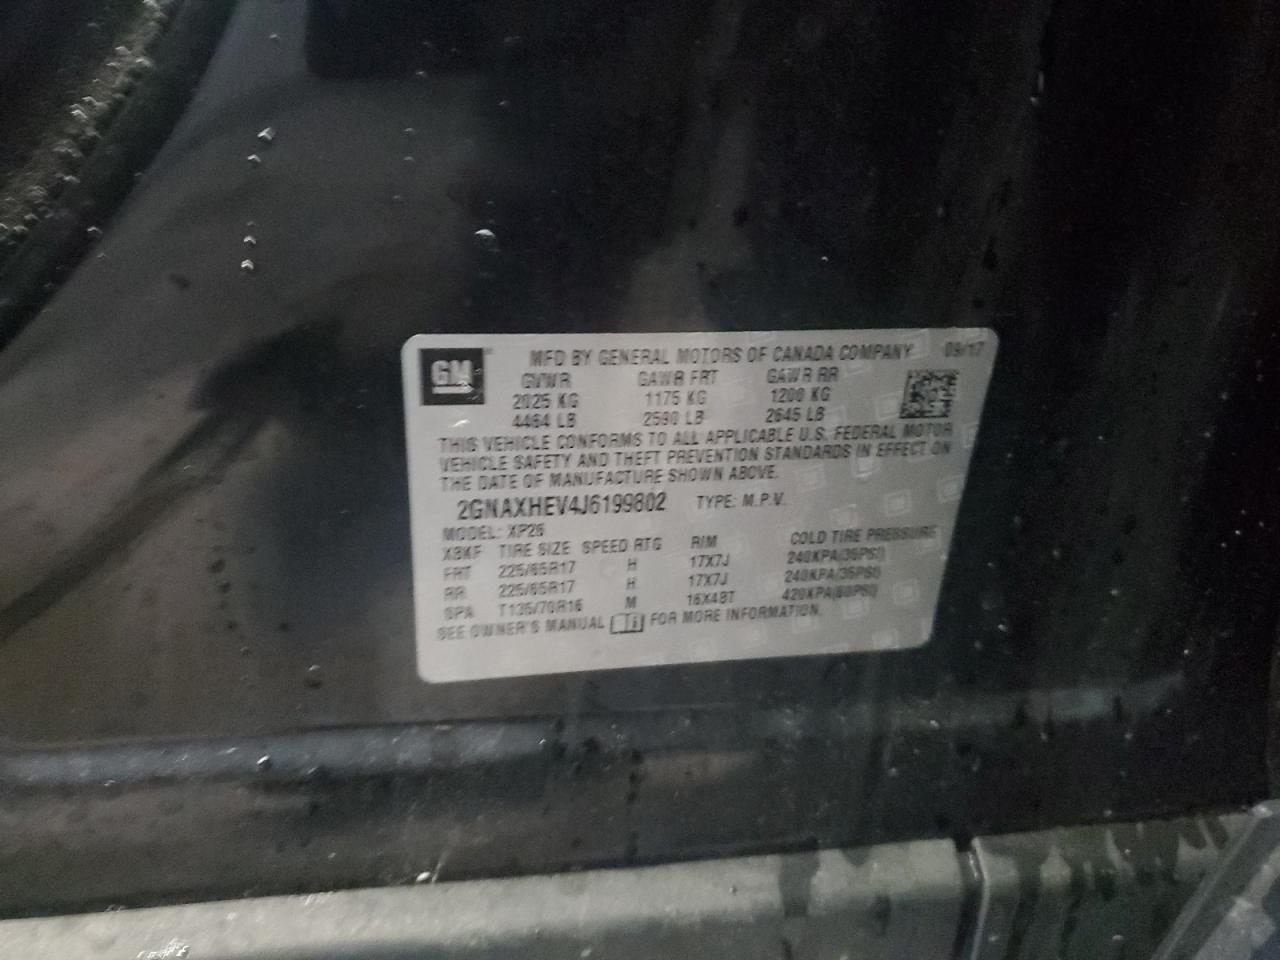 GM
MFD BY GENERAL MOTORS OF CANADA COMPANY 09/17
GVWR GAWR FRT GAWR RR
2025 KG 1175 KG 1200 KG
4464 LB 2590 LB 2645 LB
THIS VEHICLE CONFORMS TO ALL APPLICABLE U.S. FEDERAL MOTOR
VEHICLE SAFETY AND THEFT PREVENTION STANDARDS IN EFFECT ON
THE DATE OF MANUFACTURE SHOWN ABOVE.
2GNAXHEV4J6199802 TYPE: M.P.V.
MODEL: XP26
X3KF TIRE SIZE SPEED RTG RIM COLD TIRE PRESSURE
FRT 225/65R17 H 17X7J 240KPA(35PSI)
RR 225/65R17 H 17X7J 240KPA(35PSI)
SPA T135/70R16 M 16X4BT 420KPA(60PSI)
SEE OWNER'S MANUAL FOR MORE INFORMATION.